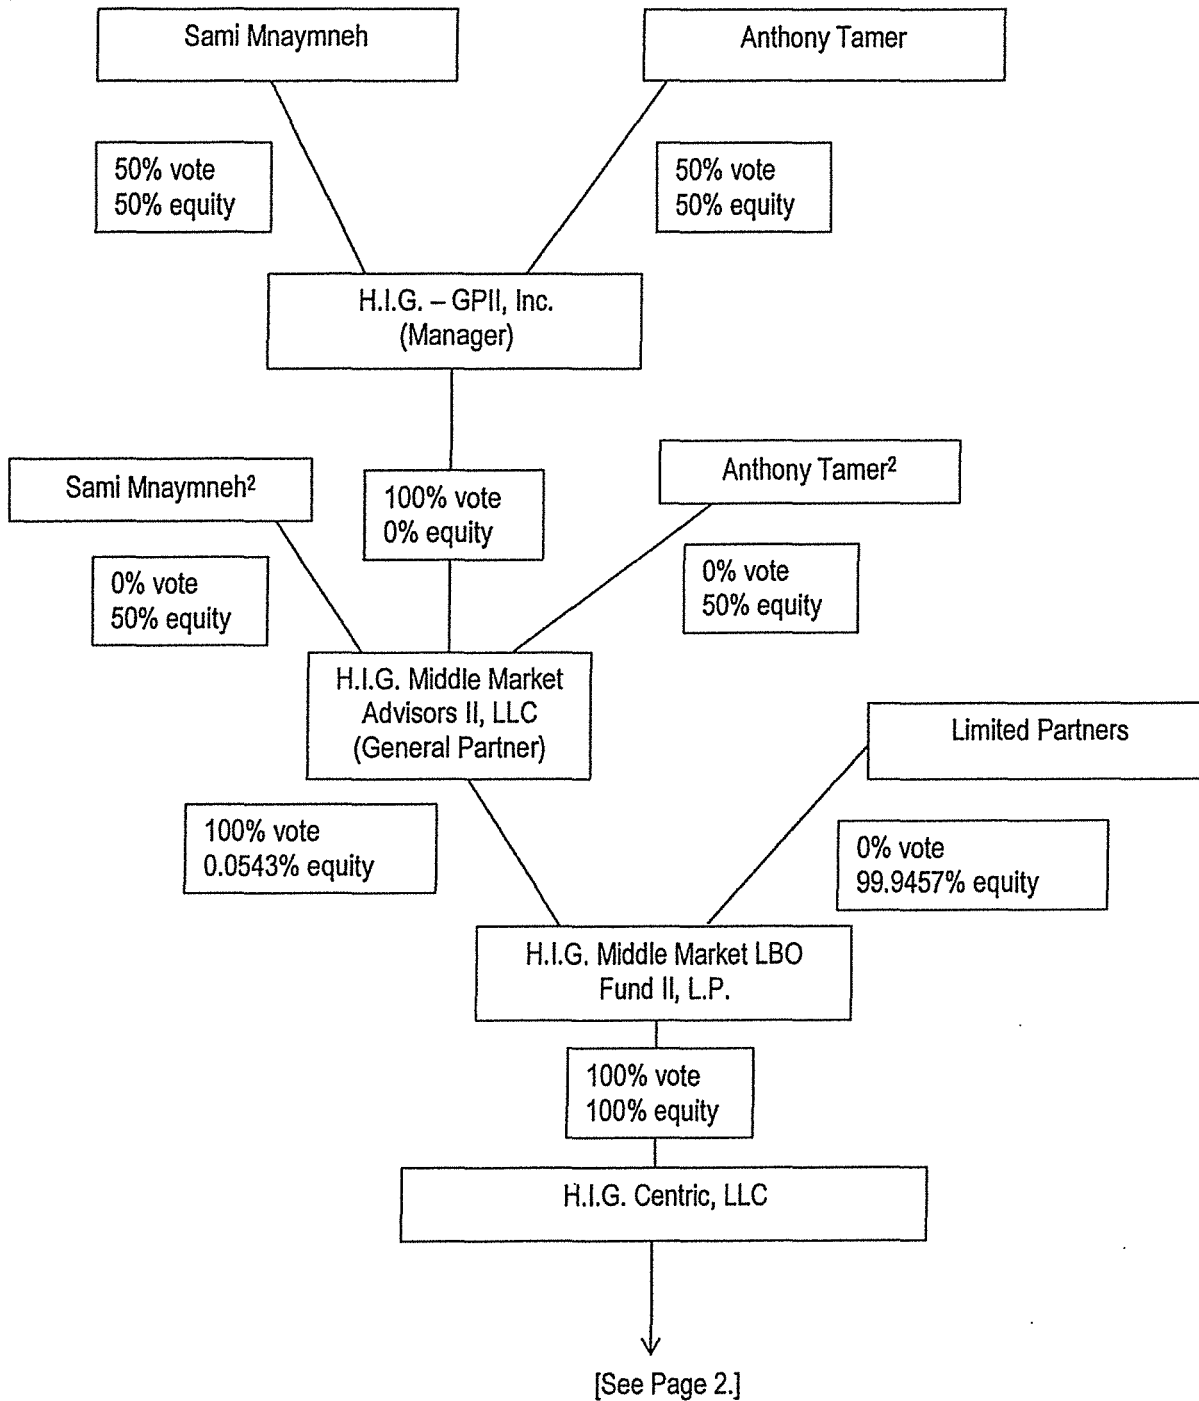 Sami Mnaymneh
Anthony Tamer
50% vote
50% equity
50% vote
50% equity
H.I.G. – GPII, Inc.
(Manager)
Sami Mnaymneh²
100% vote
0% equity
Anthony Tamer²
0% vote
50% equity
0% vote
50% equity
H.I.G. Middle Market
Advisors II, LLC
(General Partner)
Limited Partners
100% vote
0.0543% equity
0% vote
99.9457% equity
H.I.G. Middle Market LBO
Fund II, L.P.
100% vote
100% equity
H.I.G. Centric, LLC
[See Page 2.]